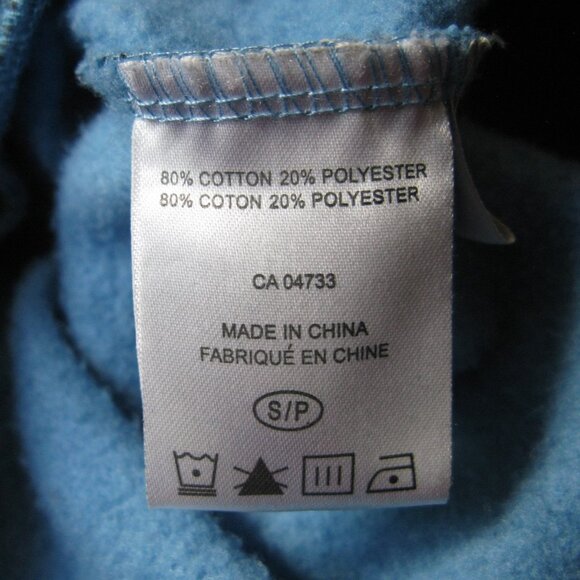 80% COTTON 20% POLYESTER
80% COTON 20% POLYESTER
CA 04733
MADE IN CHINA
FABRIQUÉ EN CHINE
S/P